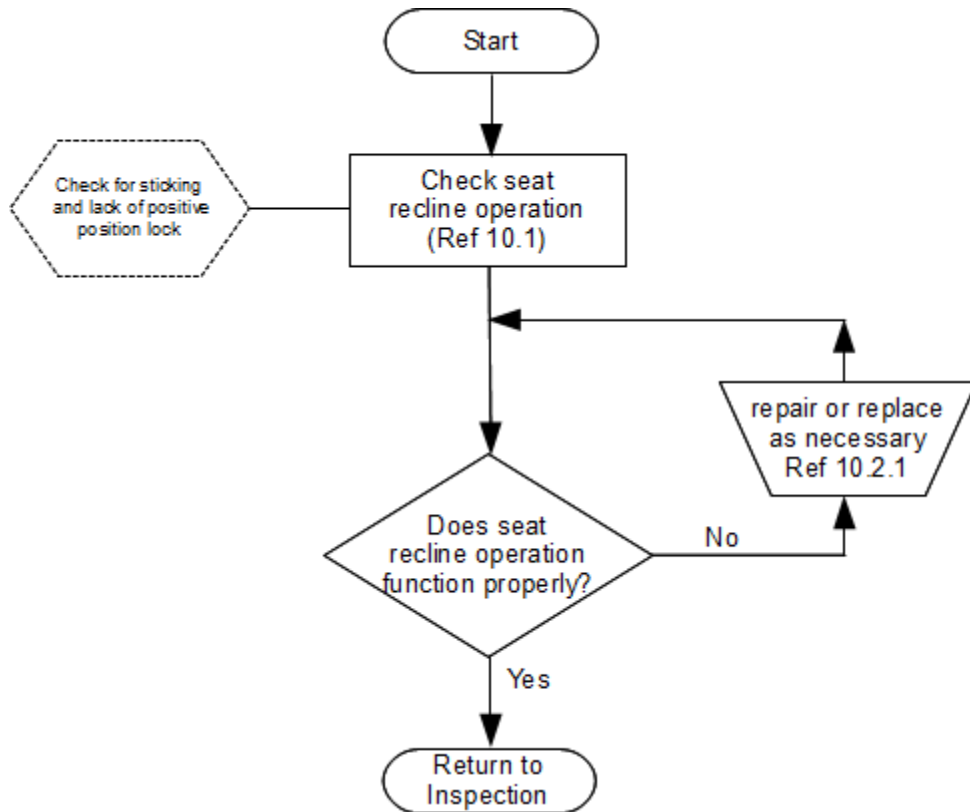 Start
Check for sticking
and lack of positive
position lock
Check seat
recline operation
(Ref 10.1)
repair or replace
as necessary
Ref 10.2.1
Does seat
recline operation
function properly?
No
Yes
Return to
Inspection